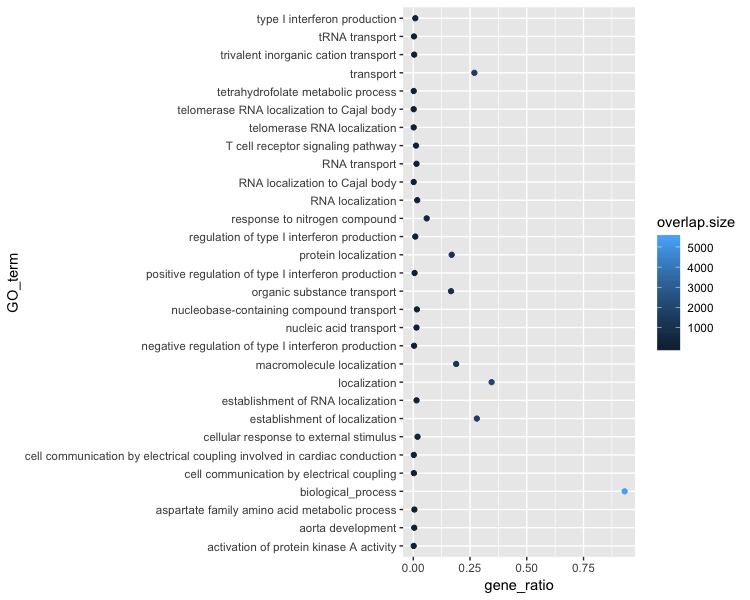 type I interferon production
tRNA transport
trivalent inorganic cation transport
transport
tetrahydrofolate metabolic process
telomerase RNA localization to Cajal body
telomerase RNA localization
T cell receptor signaling pathway
RNA transport
RNA localization to Cajal body
RNA localization
response to nitrogen compound
regulation of type I interferon production
protein localization
positive regulation of type I interferon production
organic substance transport
nucleobase-containing compound transport
nucleic acid transport
negative regulation of type I interferon production
macromolecule localization
localization
establishment of RNA localization
establishment of localization
cellular response to external stimulus
cell communication by electrical coupling involved in cardiac conduction
cell communication by electrical coupling
biological_process
aspartate family amino acid metabolic process
aorta development
activation of protein kinase A activity
GO_term
0.00 0.25 0.50 0.75
gene_ratio
overlap.size
5000
4000
3000
2000
1000